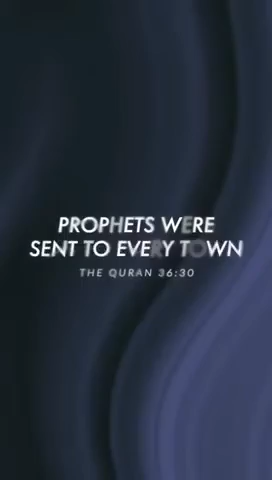 PROPHETS WERE
SENT TO EVERY TOWN
THE QURAN 36:30